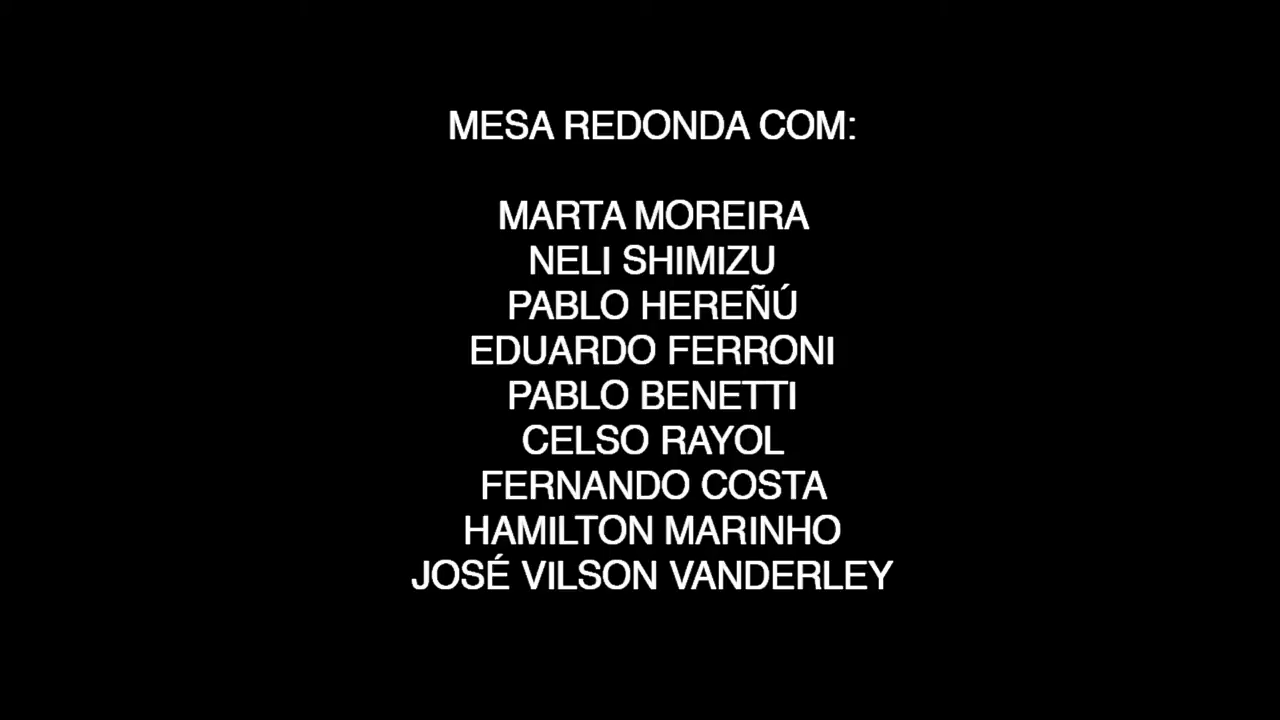 MESA REDONDA COM:
MARTA MOREIRA
NELI SHIMIZU
PABLO HEREÑÚ
EDUARDO FERRONI
PABLO BENETTI
CELSO RAYOL
FERNANDO COSTA
HAMILTON MARINHO
JOSÉ VILSON VANDERLEY